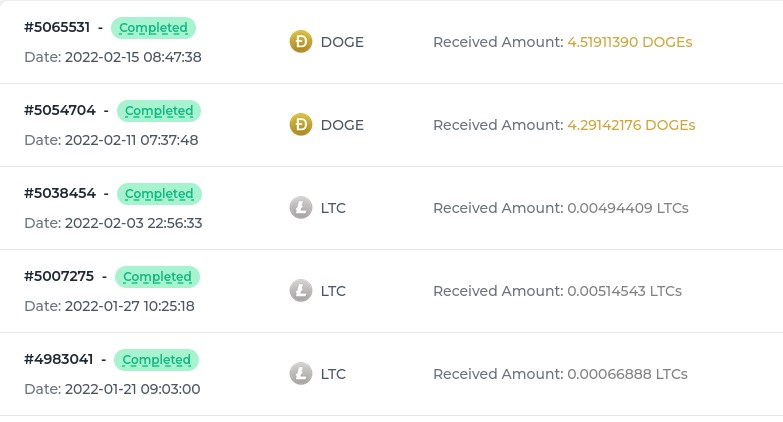 #5065531 - Completed
Date: 2022-02-15 08:47:38
DOGE
Received Amount: 4.51911390 DOGEs
#5054704 - Completed
Date: 2022-02-11 07:37:48
DOGE
Received Amount: 4.29142176 DOGEs
#5038454 - Completed
Date: 2022-02-03 22:56:33
LTC
Received Amount: 0.00494409 LTCs
#5007275 - Completed
Date: 2022-01-27 10:25:18
LTC
Received Amount: 0.00514543 LTCs
#4983041 - Completed
Date: 2022-01-21 09:03:00
LTC
Received Amount: 0.00066888 LTCs